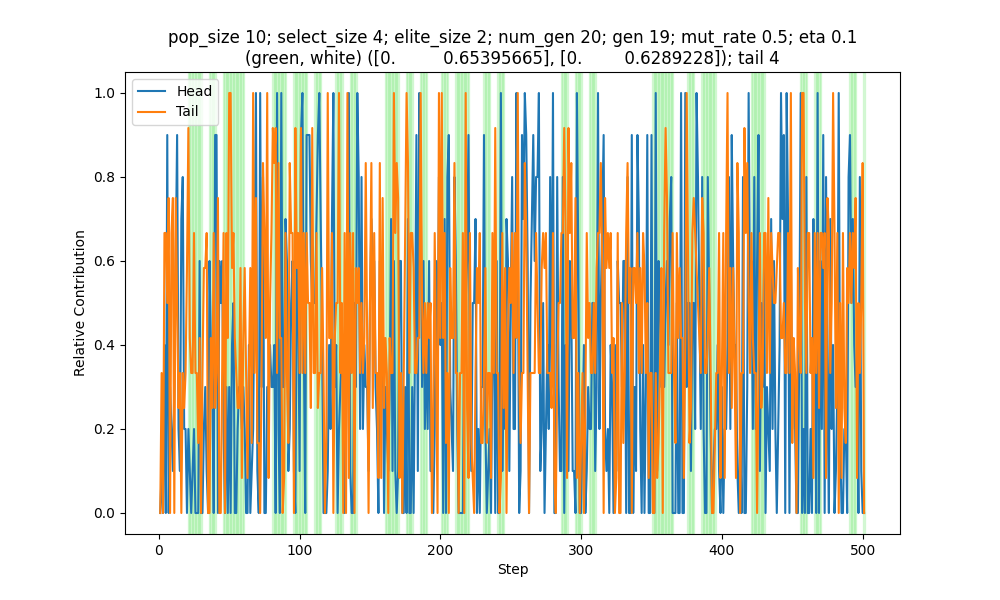 pop_size 10; select_size 4; elite_size 2; num_gen 20; gen 19; mut_rate 0.5; eta 0.1
(green, white) ([0. 0.65395665], [0. 0.6289228]); tail 4
Head
Tail
1.0
0.8
0.6
0.4
0.2
0.0
Relative Contribution
0 100 200 300 400 500
Step